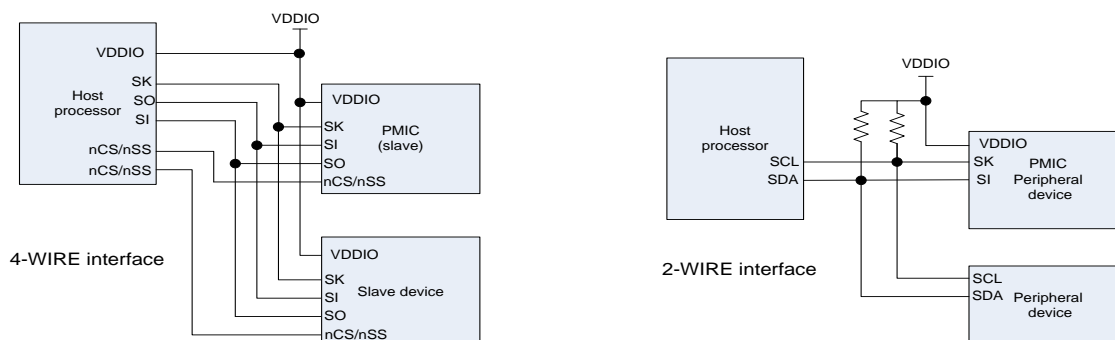 VDDIO
VDDIO
SK
SO
SI
Host
processor
nCS/nSS
nCS/nSS
VDDIO
SK
SI
SO
nCS/nSS
PMIC
(slave)
4-WIRE interface
VDDIO
SK
SI
SO
nCS/nSS
Slave device
VDDIO
Host
processor
SCL
SDA
VDDIO
SK
SI
PMIC
Peripheral
device
2-WIRE interface
SCL
SDA
Peripheral
device